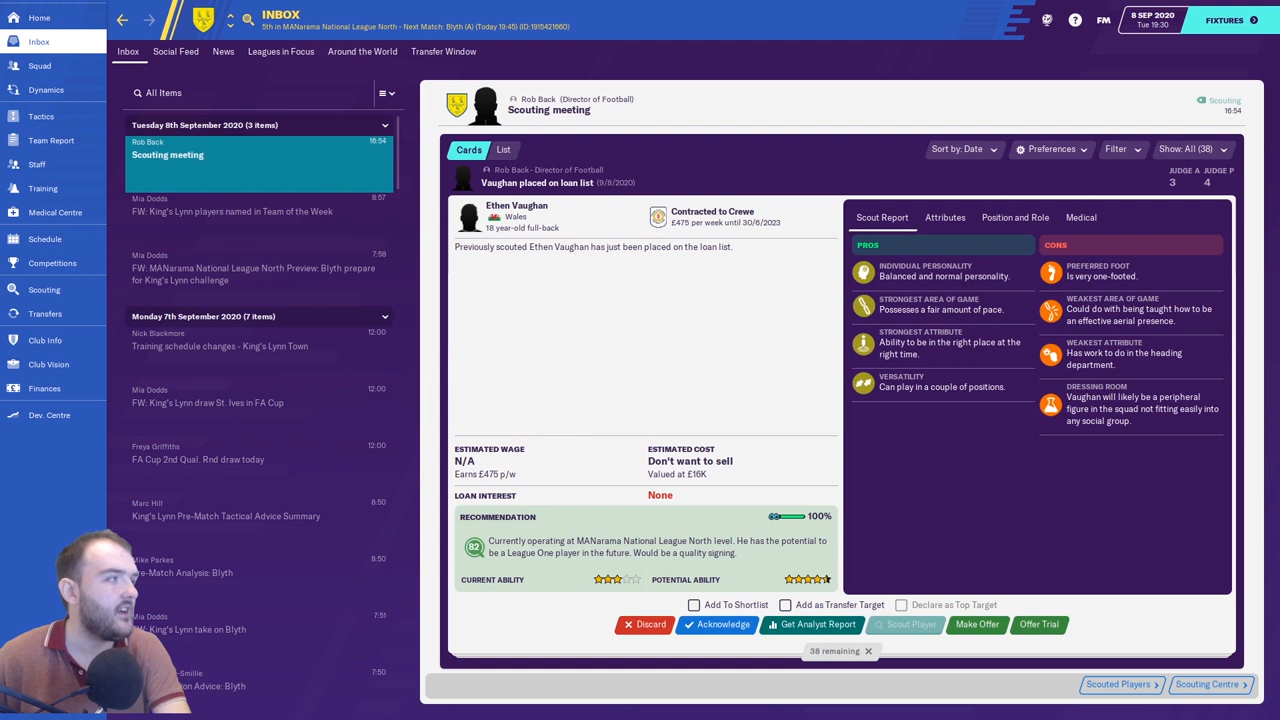 Home
Inbox
Squad
Dynamics
Tactics
Team Report
Staff
Training
Medical Centre
Schedule
Competitions
Scouting
Transfers
Club Info
Club Vision
Finances
Dev. Centre
INBOX
5th in MANarama National League North - Next Match: Blyth (A) (Today 19:45) (ID:1915421660)
FM
8 SEP 2020
Tue 19:30
FIXTURES
Inbox
Social Feed
News
Leagues in Focus
Around the World
Transfer Window
All Items
Tuesday 8th September 2020 (3 items)
Rob Back
16:54
Scouting meeting
Mia Dodds
8:57
FW: King's Lynn players named in Team of the Week
Mia Dodds
7:58
FW: MANarama National League North Preview: Blyth prepare
for King's Lynn challenge
Monday 7th September 2020 (7 items)
Nick Blackmore
12:00
Training schedule changes - King's Lynn Town
Mia Dodds
12:00
FW: King's Lynn draw St. Ives in FA Cup
Freya Griffiths
12:00
FA Cup 2nd Qual. Rnd draw today
Marc Hill
8:50
King's Lynn Pre-Match Tactical Advice Summary
Mike Parkes
8:50
re-Match Analysis: Blyth
Mia Dodds
7:51
King's Lynn take on Blyth
-Smillie
7:50
on Advice: Blyth
Rob Back (Director of Football)
Scouting meeting
Scouting
16:54
Cards
List
Sort by: Date
Preferences
Filter
Show: All (38)
Rob Back - Director of Football
Vaughan placed on loan list (9/8/2020)
JUDGE A
JUDGE P
3
4
Ethen Vaughan
Wales
18 year-old full-back
Contracted to Crewe
£475 per week until 30/6/2023
Previously scouted Ethen Vaughan has just been placed on the loan list.
ESTIMATED WAGE
N/A
Earns £475 p/w
ESTIMATED COST
Don't want to sell
Valued at £16K
LOAN INTEREST
None
RECOMMENDATION
100%
82
Currently operating at MANarama National League North level. He has the potential to
be a League One player in the future. Would be a quality signing.
CURRENT ABILITY
POTENTIAL ABILITY
Scout Report
Attributes
Position and Role
Medical
PROS
INDIVIDUAL PERSONALITY
Balanced and normal personality.
STRONGEST AREA OF GAME
Possesses a fair amount of pace.
STRONGEST ATTRIBUTE
Ability to be in the right place at the
right time.
VERSATILITY
Can play in a couple of positions.
CONS
PREFERRED FOOT
Is very one-footed.
WEAKEST AREA OF GAME
Could do with being taught how to be
an effective aerial presence.
WEAKEST ATTRIBUTE
Has work to do in the heading
department.
DRESSING ROOM
Vaughan will likely be a peripheral
figure in the squad not fitting easily into
any social group.
Add To Shortlist
Add as Transfer Target
Declare as Top Target
Discard
Acknowledge
Get Analyst Report
Scout Player
Make Offer
Offer Trial
38 remaining
Scouted Players
Scouting Centre